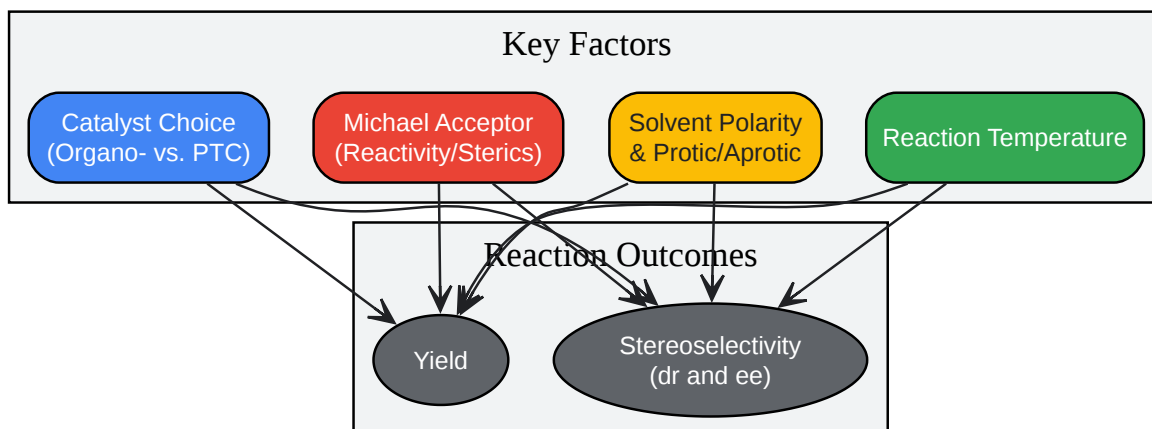 Key Factors
Catalyst Choice
(Organo- vs. PTC)
Michael Acceptor
(Reactivity/Sterics)
Solvent Polarity
& Protic/Aprotic
Reaction Temperature
Reaction Outcomes
Yield
Stereoselectivity
(dr and ee)